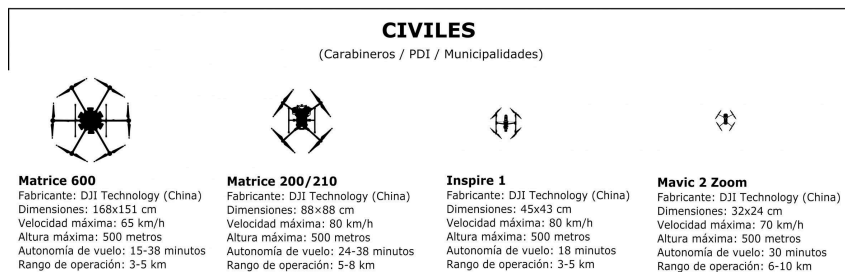 CIVILES
(Carabineros / PDI / Municipalidades)
Matrice 600
Fabricante: DJI Technology (China)
Dimensiones: 168x151 cm
Velocidad máxima: 65 km/h
Altura máxima: 500 metros
Autonomía de vuelo: 15-38 minutos
Rango de operación: 3-5 km
Matrice 200/210
Fabricante: DJI Technology (China)
Dimensiones: 88×88 cm
Velocidad máxima: 80 km/h
Altura máxima: 500 metros
Autonomía de vuelo: 24-38 minutos
Rango de operación: 5-8 km
Inspire 1
Fabricante: DJI Technology (China)
Dimensiones: 45x43 cm
Velocidad máxima: 80 km/h
Altura máxima: 500 metros
Autonomía de vuelo: 18 minutos
Rango de operación: 3-5 km
Mavic 2 Zoom
Fabricante: DJI Technology (China)
Dimensiones: 32x24 cm
Velocidad máxima: 70 km/h
Altura máxima: 500 metros
Autonomía de vuelo: 30 minutos
Rango de operación: 6-10 km